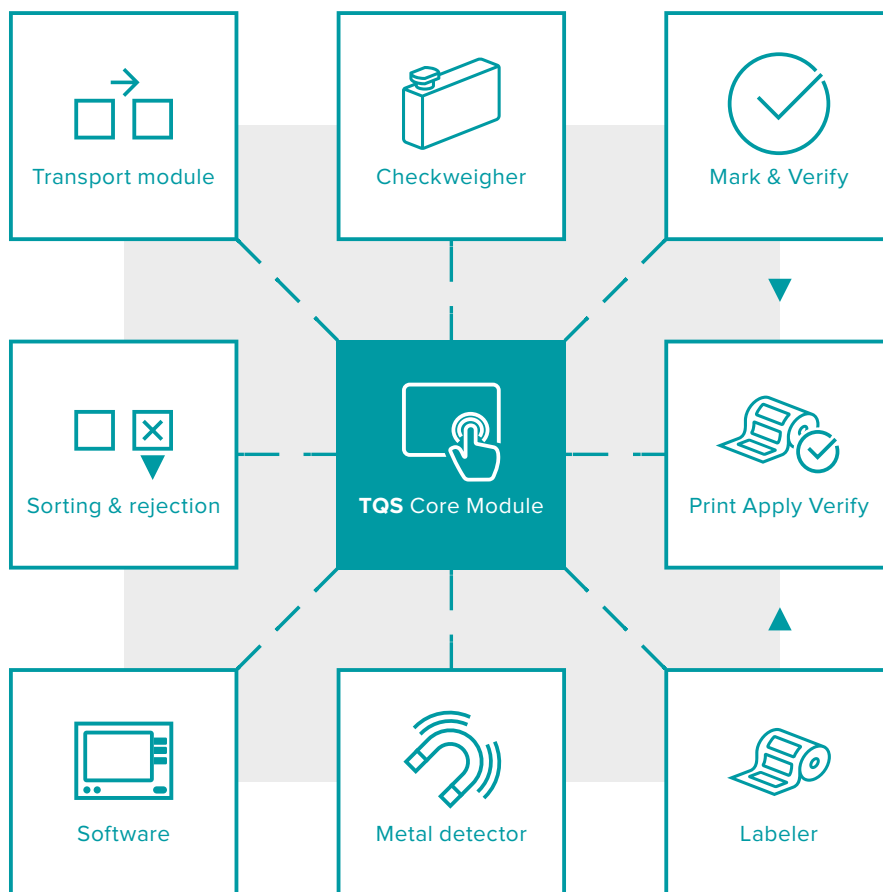 Transport module
Checkweigher
Mark & Verify
Sorting & rejection
TQS Core Module
Print Apply Verify
Software
Metal detector
Labeler